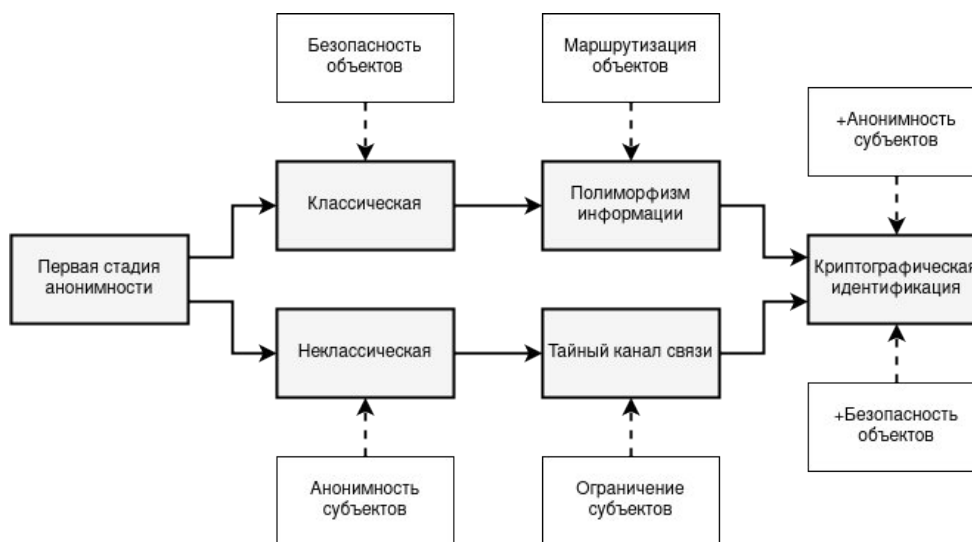 Безопасность
объектов
Маршрутизация
объектов
+Анонимность
субъектов
Классическая
Полиморфизм
информации
Первая стадия
анонимности
Криптографическая
идентификация
Неклассическая
Тайный канал связи
+Безопасность
объектов
Анонимность
субъектов
Ограничение
субъектов